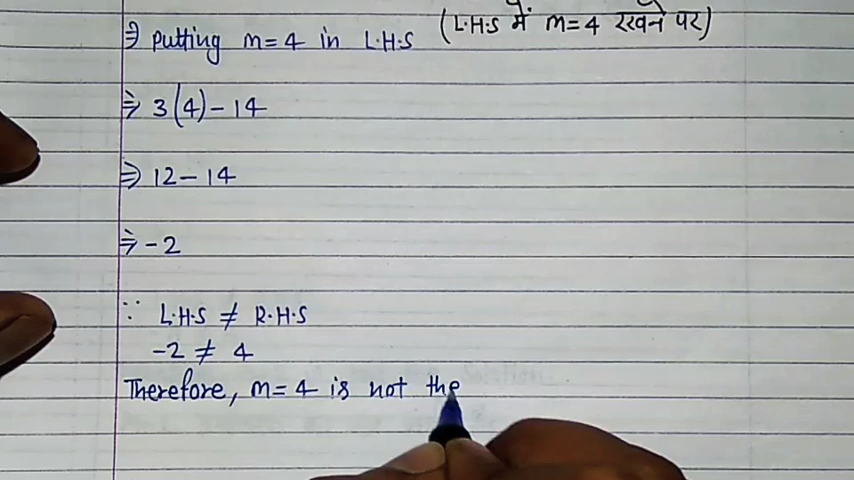 ⇒ Putting m=4 in L.H.S (L.H.S में m=4 रखने पर)
⇒ 3(4)-14
⇒ 12-14
⇒ -2
∵ L.H.S ≠ R.H.S
-2 ≠ 4
Therefore, m=4 is not the